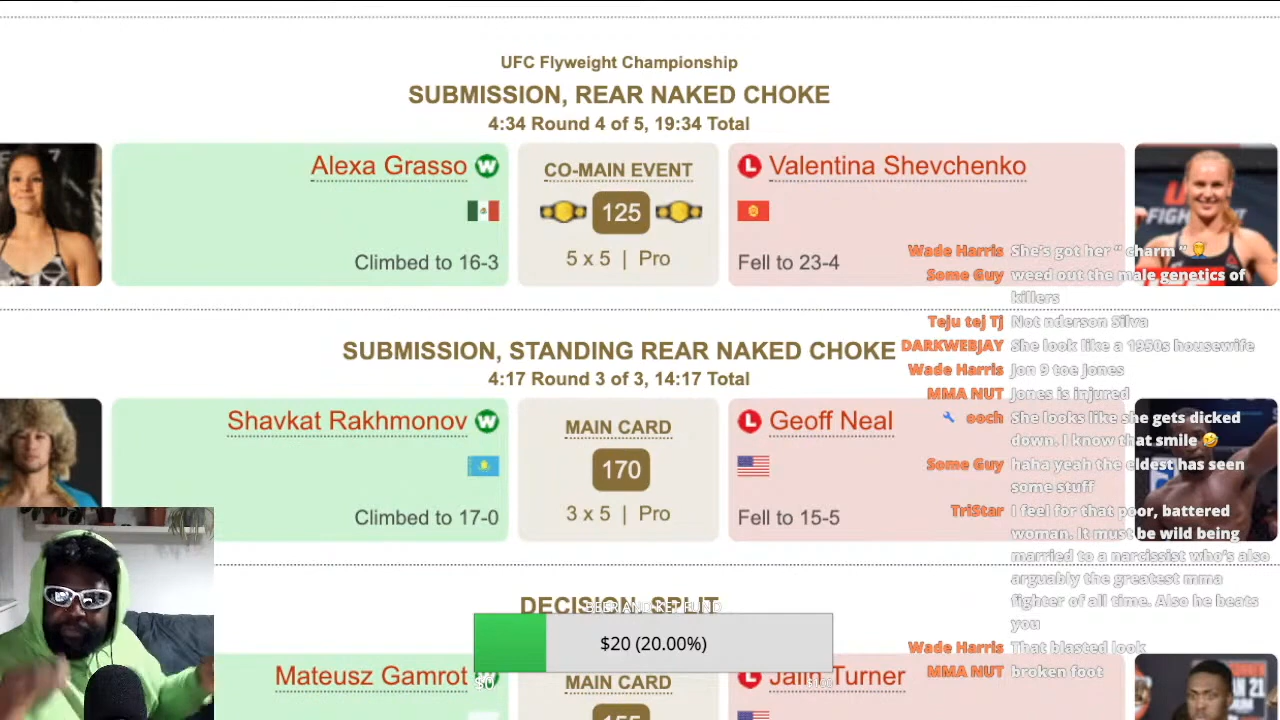 UFC Flyweight Championship
SUBMISSION, REAR NAKED CHOKE
4:34 Round 4 of 5, 19:34 Total
Alexa Grasso W
CO-MAIN EVENT
L Valentina Shevchenko
125
5 x 5 | Pro
Climbed to 16-3
Fell to 23-4
FIGHT
SUBMISSION, STANDING REAR NAKED CHOKE
4:17 Round 3 of 3, 14:17 Total
Shavkat Rakhmonov W
MAIN CARD
L Geoff Neal
170
3 x 5 | Pro
Climbed to 17-0
Fell to 15-5
DECISION, SPLIT
BEER AND KET FUND
$20 (20.00%)
$0
Mateusz Gamrot
MAIN CARD
L Jalin Turner
155
Wade Harris She's got her " charm "
Some Guy weed out the male genetics of
killers
Teju tej Tj Not nderson Silva
DARKWEBJAY She look like a 1950s housewife
Wade Harris Jon 9 toe Jones
MMA NUT Jones is injured
ooch She looks like she gets dicked
down. I know that smile 🤣
Some Guy haha yeah the eldest has seen
some stuff
TriStar I feel for that poor, battered
woman. It must be wild being
married to a narcissist who's also
arguably the greatest mma
fighter of all time. Also he beats
you
Wade Harris That blasted look
MMA NUT broken foot